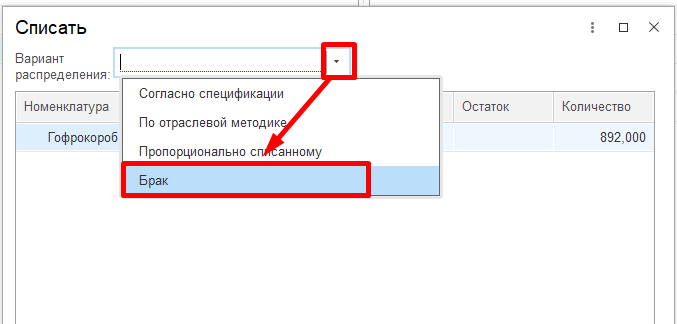 Списать
Вариант
распределения:
Согласно спецификации
По отраслевой методике
Пропорционально списанному
Брак
Номенклатура
Остаток
Количество
Гофрокороб
892,000